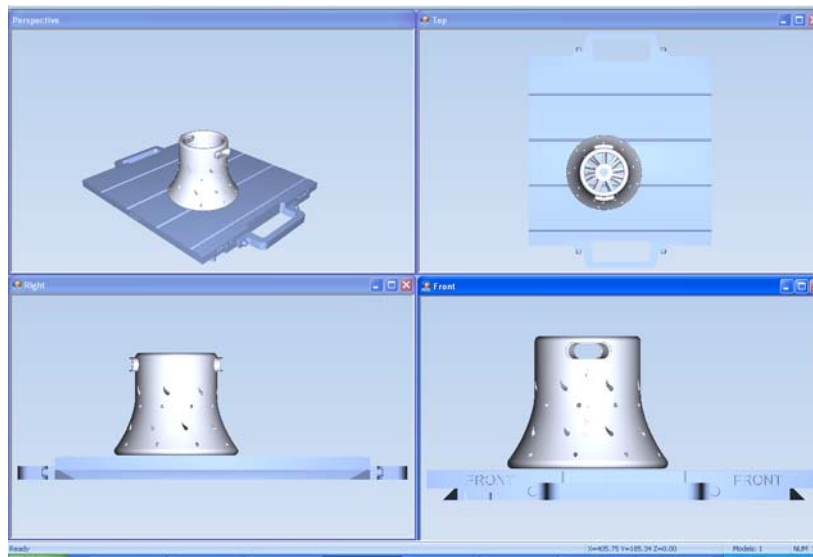 Perspective
Top
Right
Front
FRONT FRONT
Ready X=405.75 Y=185.34 Z=0.00 Models: 1 NUM